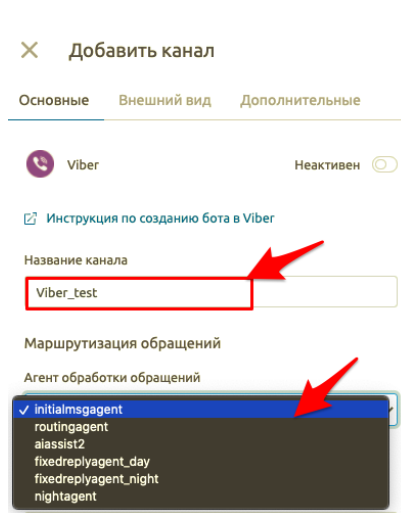 Добавить канал
Основные Внешний вид Дополнительные
Viber Неактивен
Инструкция по созданию бота в Viber
Название канала
Viber_test
Маршрутизация обращений
Агент обработки обращений
✓ initialmsgagent
routingagent
aiassist2
fixedreplyagent_day
fixedreplyagent_night
nightagent